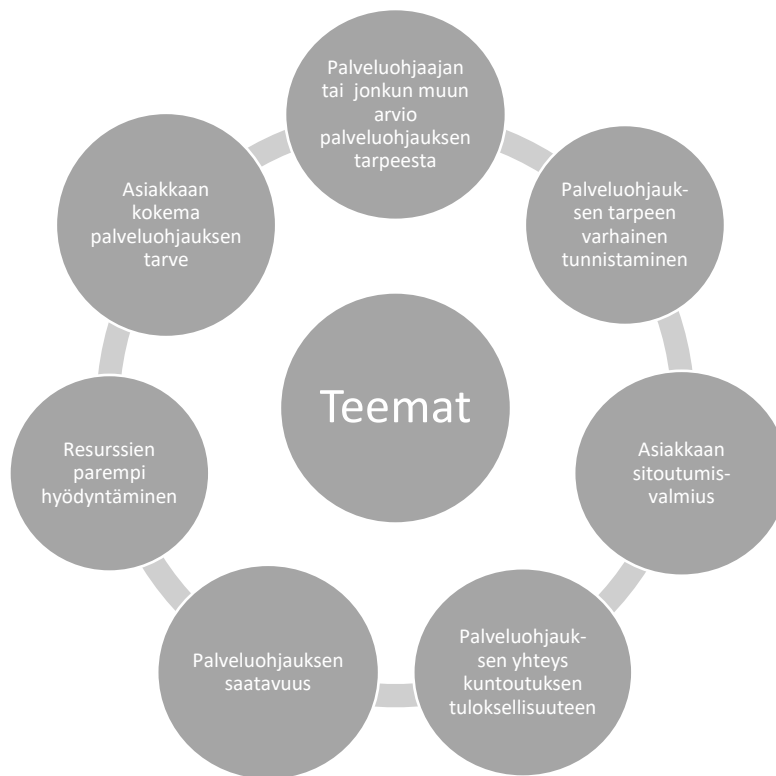 Palveluohjaajan
tai jonkun muun
arvio
palveluohjauksen
tarpeesta
Palveluohjauk-
sen tarpeen
varhainen
tunnistaminen
Asiakkaan
sitoutumis-
valmius
Palveluohjauk-
sen yhteys
kuntoutuksen
tuloksellisuuteen
Palveluohjauksen
saatavuus
Resurssien
parempi
hyödyntäminen
Asiakkaan
kokema
palveluohjauksen
tarve
Teemat